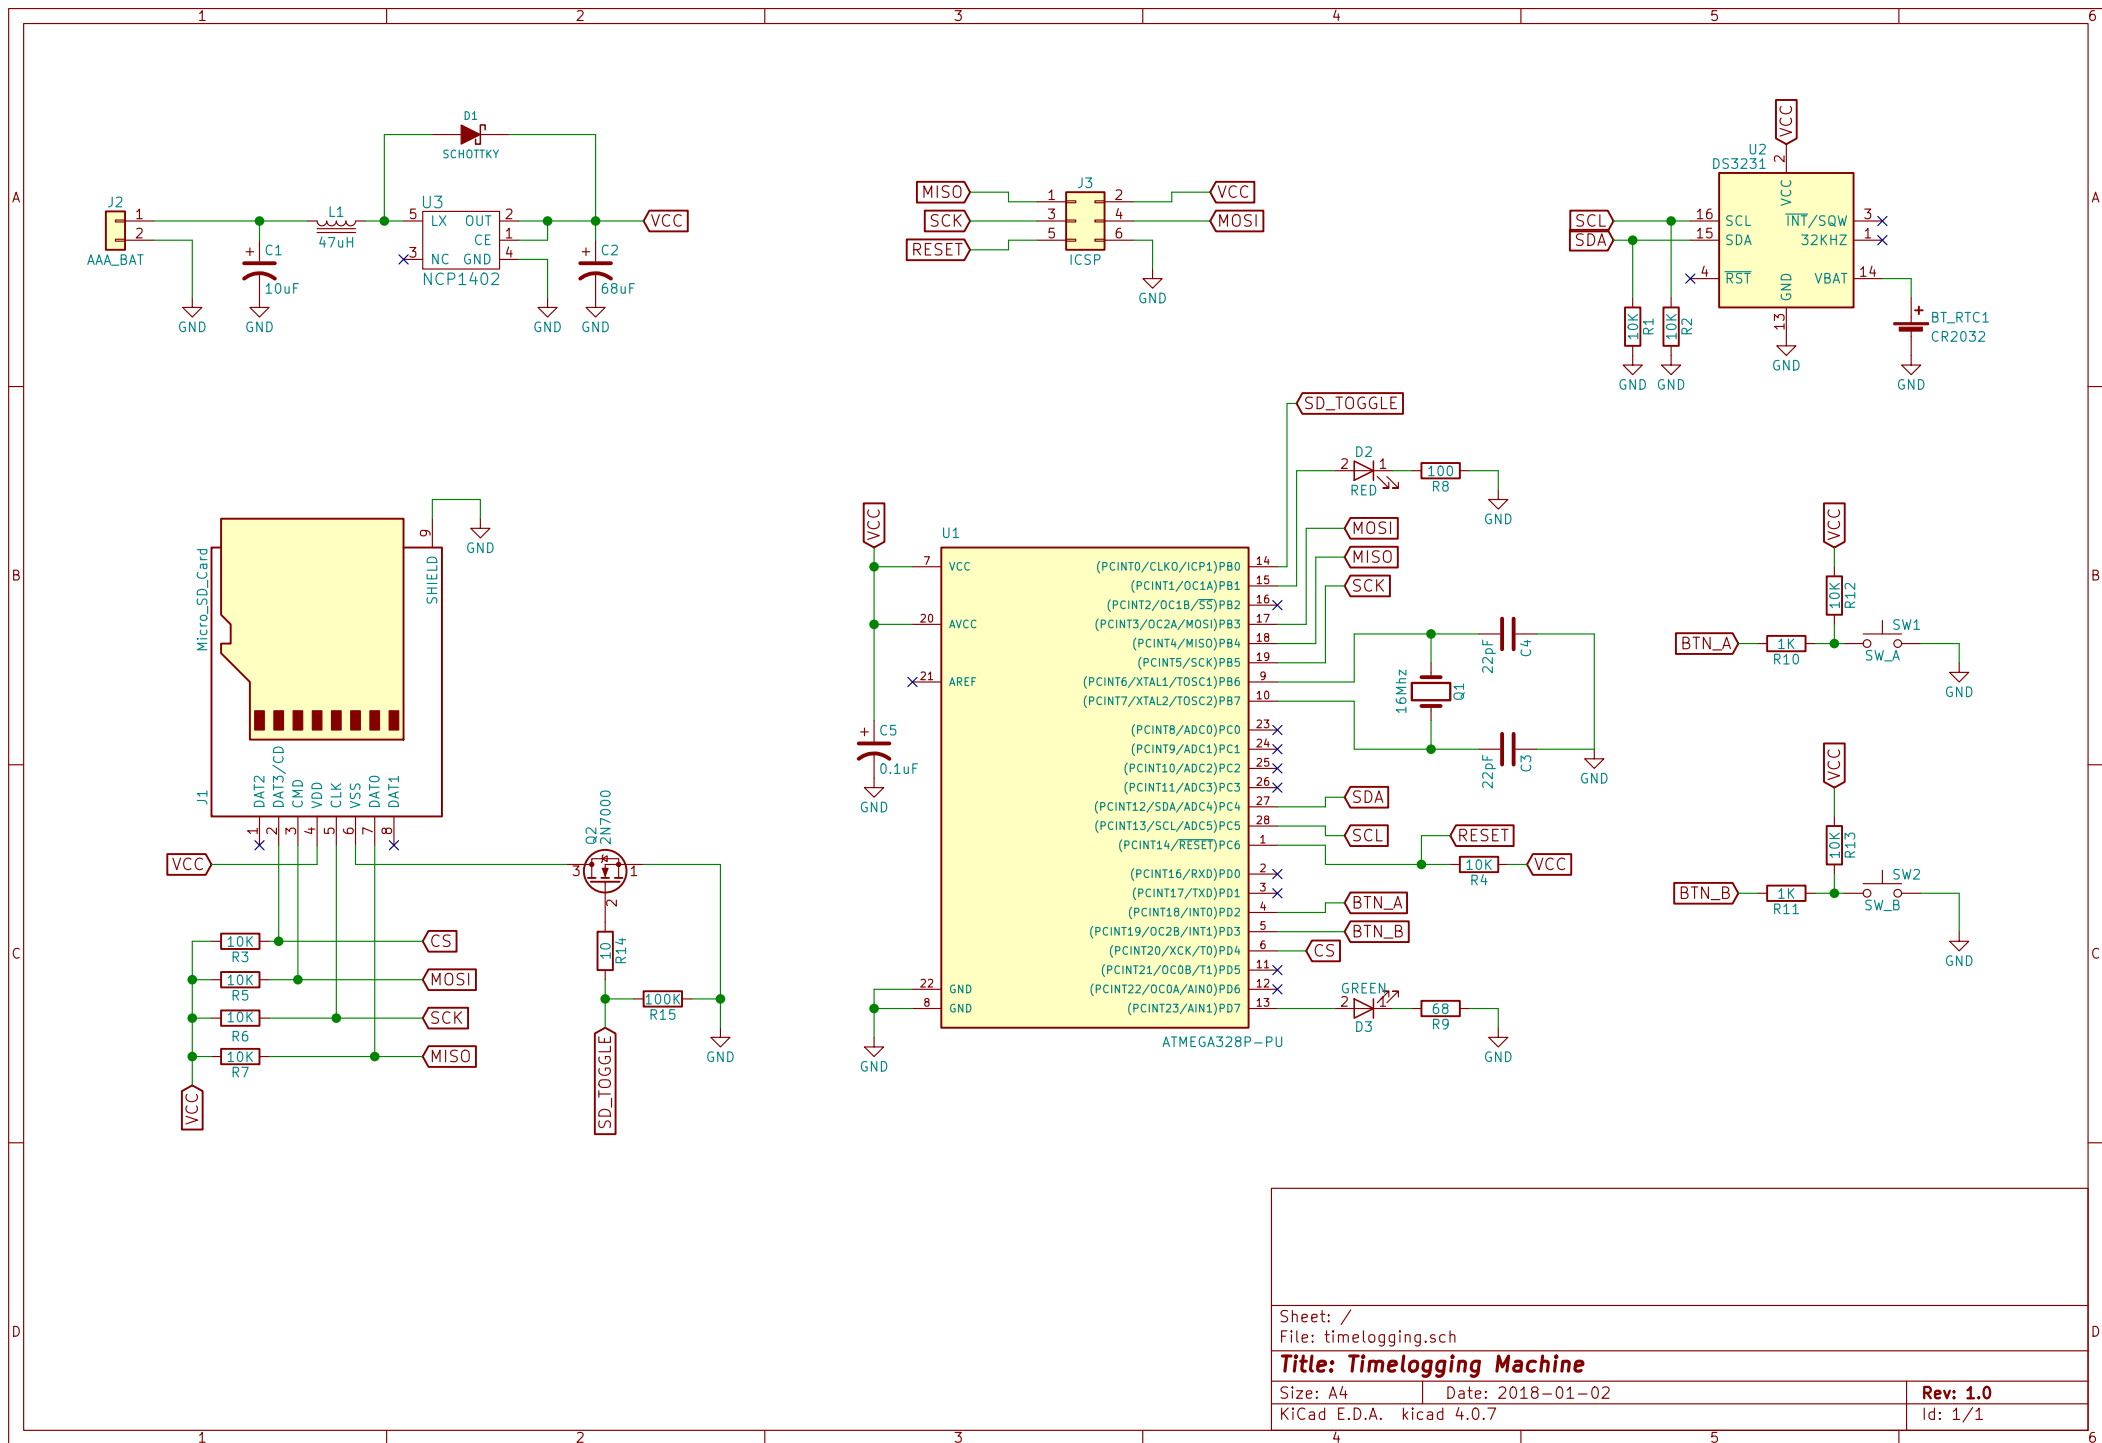 1 2 3 4 5 6
A
B
C
D
A
B
C
D
D1
SCHOTTKY
J2
1
2
AAA_BAT
GND
L1
47uH
C1
10uF
GND
U3
5 LX OUT 2
CE 1
3 NC GND 4
NCP1402
GND
C2
68uF
GND
VCC
MISO
SCK
RESET
J3
1 2
3 4
5 6
ICSP
VCC
MOSI
GND
VCC
U2
DS3231
2
VCC
SCL
SDA
16 SCL INT/SQW 3
15 SDA 32KHZ 1
4 RST VBAT 14
GND
13
GND
10K R1
10K R2
GND GND
BT_RTC1
CR2032
GND
Micro_SD_Card
J1
SHIELD
9
GND
DAT2 DAT3/CD CMD VDD CLK VSS DAT0 DAT1
1 2 3 4 5 6 7 8
VCC
Q2
2N7000
3 1
2
10 R14
100K
R15
SD_TOGGLE
GND
10K
R3
CS
10K
R5
MOSI
10K
R6
SCK
10K
R7
MISO
VCC
VCC
C5
0.1uF
GND
U1
7 VCC
20 AVCC
21 AREF
22 GND
8 GND
GND
(PCINT0/CLKO/ICP1)PB0 14
(PCINT1/OC1A)PB1 15
(PCINT2/OC1B/SS)PB2 16
(PCINT3/OC2A/MOSI)PB3 17
(PCINT4/MISO)PB4 18
(PCINT5/SCK)PB5 19
(PCINT6/XTAL1/TOSC1)PB6 9
(PCINT7/XTAL2/TOSC2)PB7 10
(PCINT8/ADC0)PC0 23
(PCINT9/ADC1)PC1 24
(PCINT10/ADC2)PC2 25
(PCINT11/ADC3)PC3 26
(PCINT12/SDA/ADC4)PC4 27
(PCINT13/SCL/ADC5)PC5 28
(PCINT14/RESET)PC6 1
(PCINT16/RXD)PD0 2
(PCINT17/TXD)PD1 3
(PCINT18/INT0)PD2 4
(PCINT19/OC2B/INT1)PD3 5
(PCINT20/XCK/T0)PD4 6
(PCINT21/OC0B/T1)PD5 11
(PCINT22/OC0A/AIN0)PD6 12
(PCINT23/AIN1)PD7 13
ATMEGA328P-PU
SD_TOGGLE
D2
2 1
RED
100
R8
GND
MOSI
MISO
SCK
22pF C4
16Mhz Q1
22pF C3
GND
SDA
SCL
RESET
10K
R4
VCC
BTN_A
BTN_B
CS
GREEN
2 1
D3
68
R9
GND
VCC
10K R12
BTN_A
1K
R10
SW1
SW_A
GND
VCC
10K R13
BTN_B
1K
R11
SW2
SW_B
GND
Sheet: /
File: timelogging.sch
Title: Timelogging Machine
Size: A4 Date: 2018-01-02 Rev: 1.0
KiCad E.D.A. kicad 4.0.7 Id: 1/1
1 2 3 4 5 6